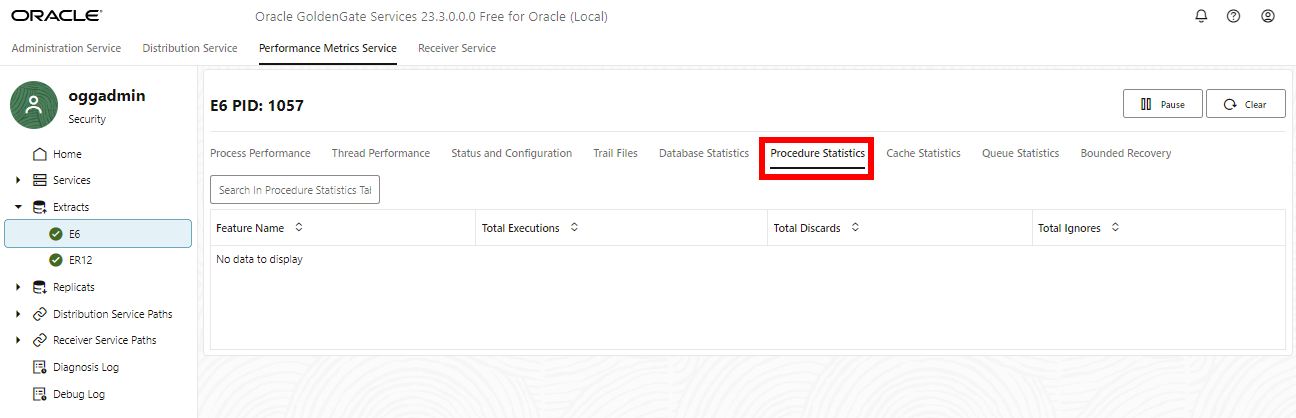 ORACLE®
Oracle GoldenGate Services 23.3.0.0.0 Free for Oracle (Local)
Administration Service Distribution Service Performance Metrics Service Receiver Service
oggadmin
Security
Home
Services
Extracts
E6
ER12
Replicats
Distribution Service Paths
Receiver Service Paths
Diagnosis Log
Debug Log
E6 PID: 1057
Pause Clear
Process Performance Thread Performance Status and Configuration Trail Files Database Statistics Procedure Statistics Cache Statistics Queue Statistics Bounded Recovery
Search In Procedure Statistics Tal
Feature Name Total Executions Total Discards Total Ignores
No data to display